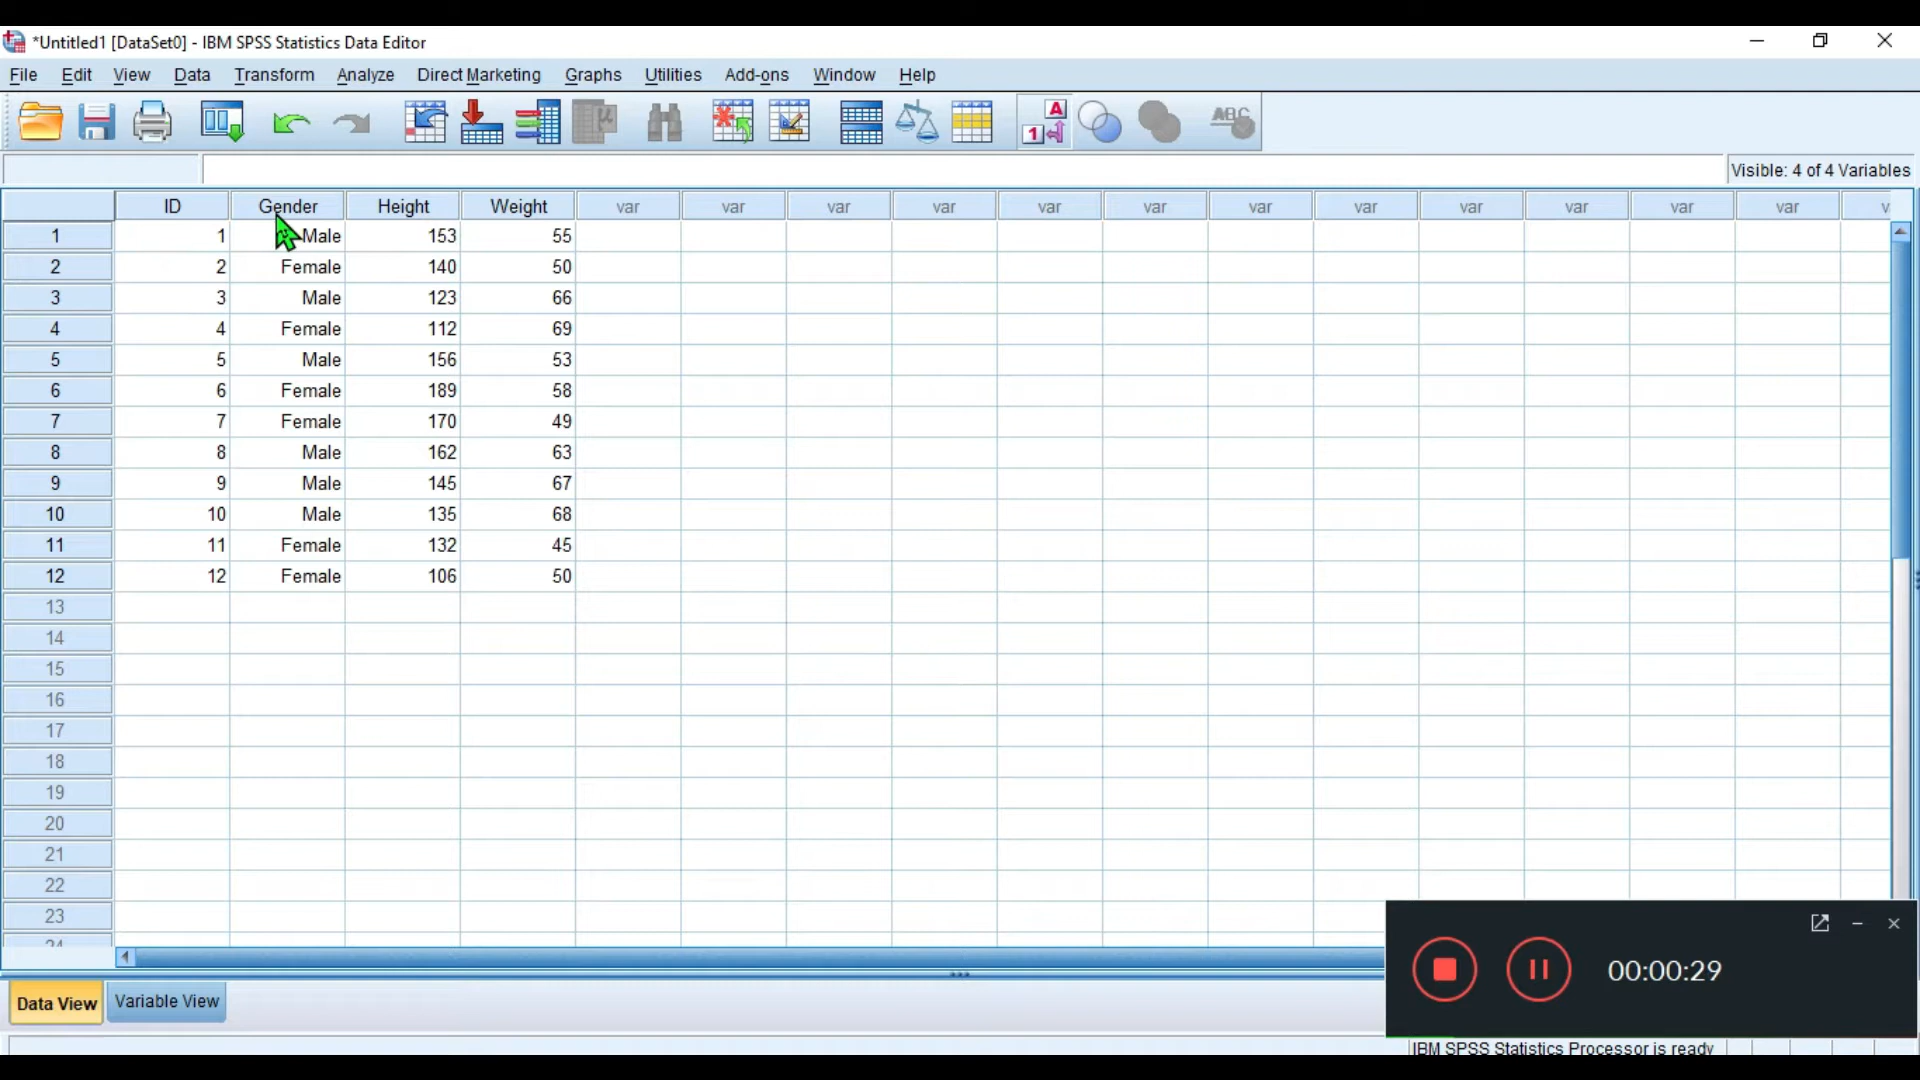 *Untitled1 [DataSet0] - IBM SPSS Statistics Data Editor
File Edit View Data Transform Analyze Direct Marketing Graphs Utilities Add-ons Window Help
A
1
ABC
Visible: 4 of 4 Variables
ID Gender Height Weight var var var var var var var var var var var var
1 1 Male 153 55
2 2 Female 140 50
3 3 Male 123 66
4 4 Female 112 69
5 5 Male 156 53
6 6 Female 189 58
7 7 Female 170 49
8 8 Male 162 63
9 9 Male 145 67
10 10 Male 135 68
11 11 Female 132 45
12 12 Female 106 50
13
14
15
16
17
18
19
20
21
22
23
24
00:00:29
Data View Variable View
IBM SPSS Statistics Processor is ready